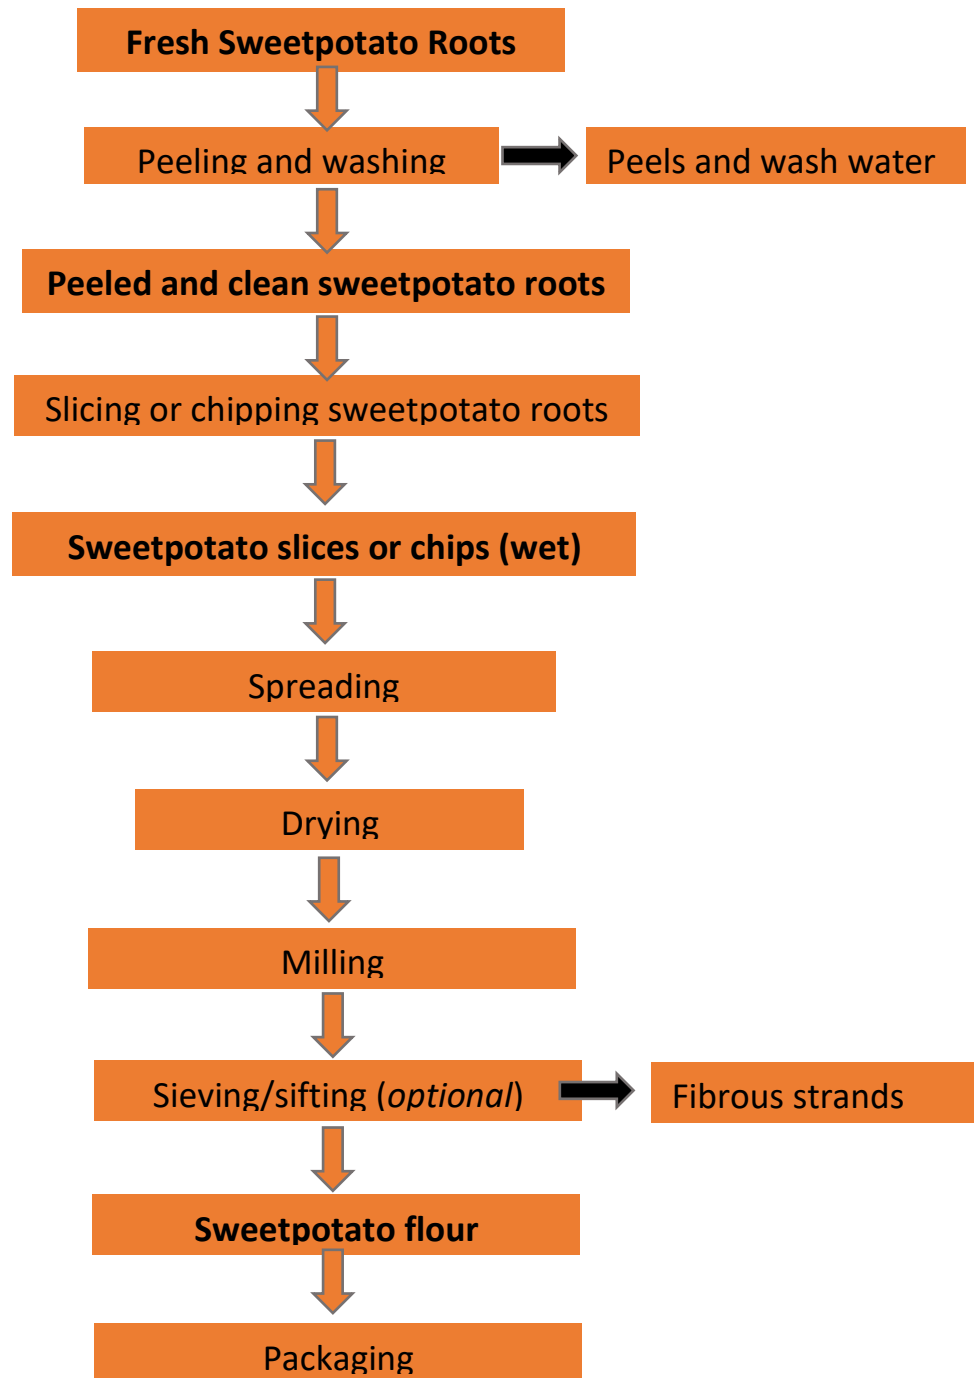 Fresh Sweetpotato Roots
Peeling and washing
Peels and wash water
Peeled and clean sweetpotato roots
Slicing or chipping sweetpotato roots
Sweetpotato slices or chips (wet)
Spreading
Drying
Milling
Sieving/sifting (optional)
Fibrous strands
Sweetpotato flour
Packaging